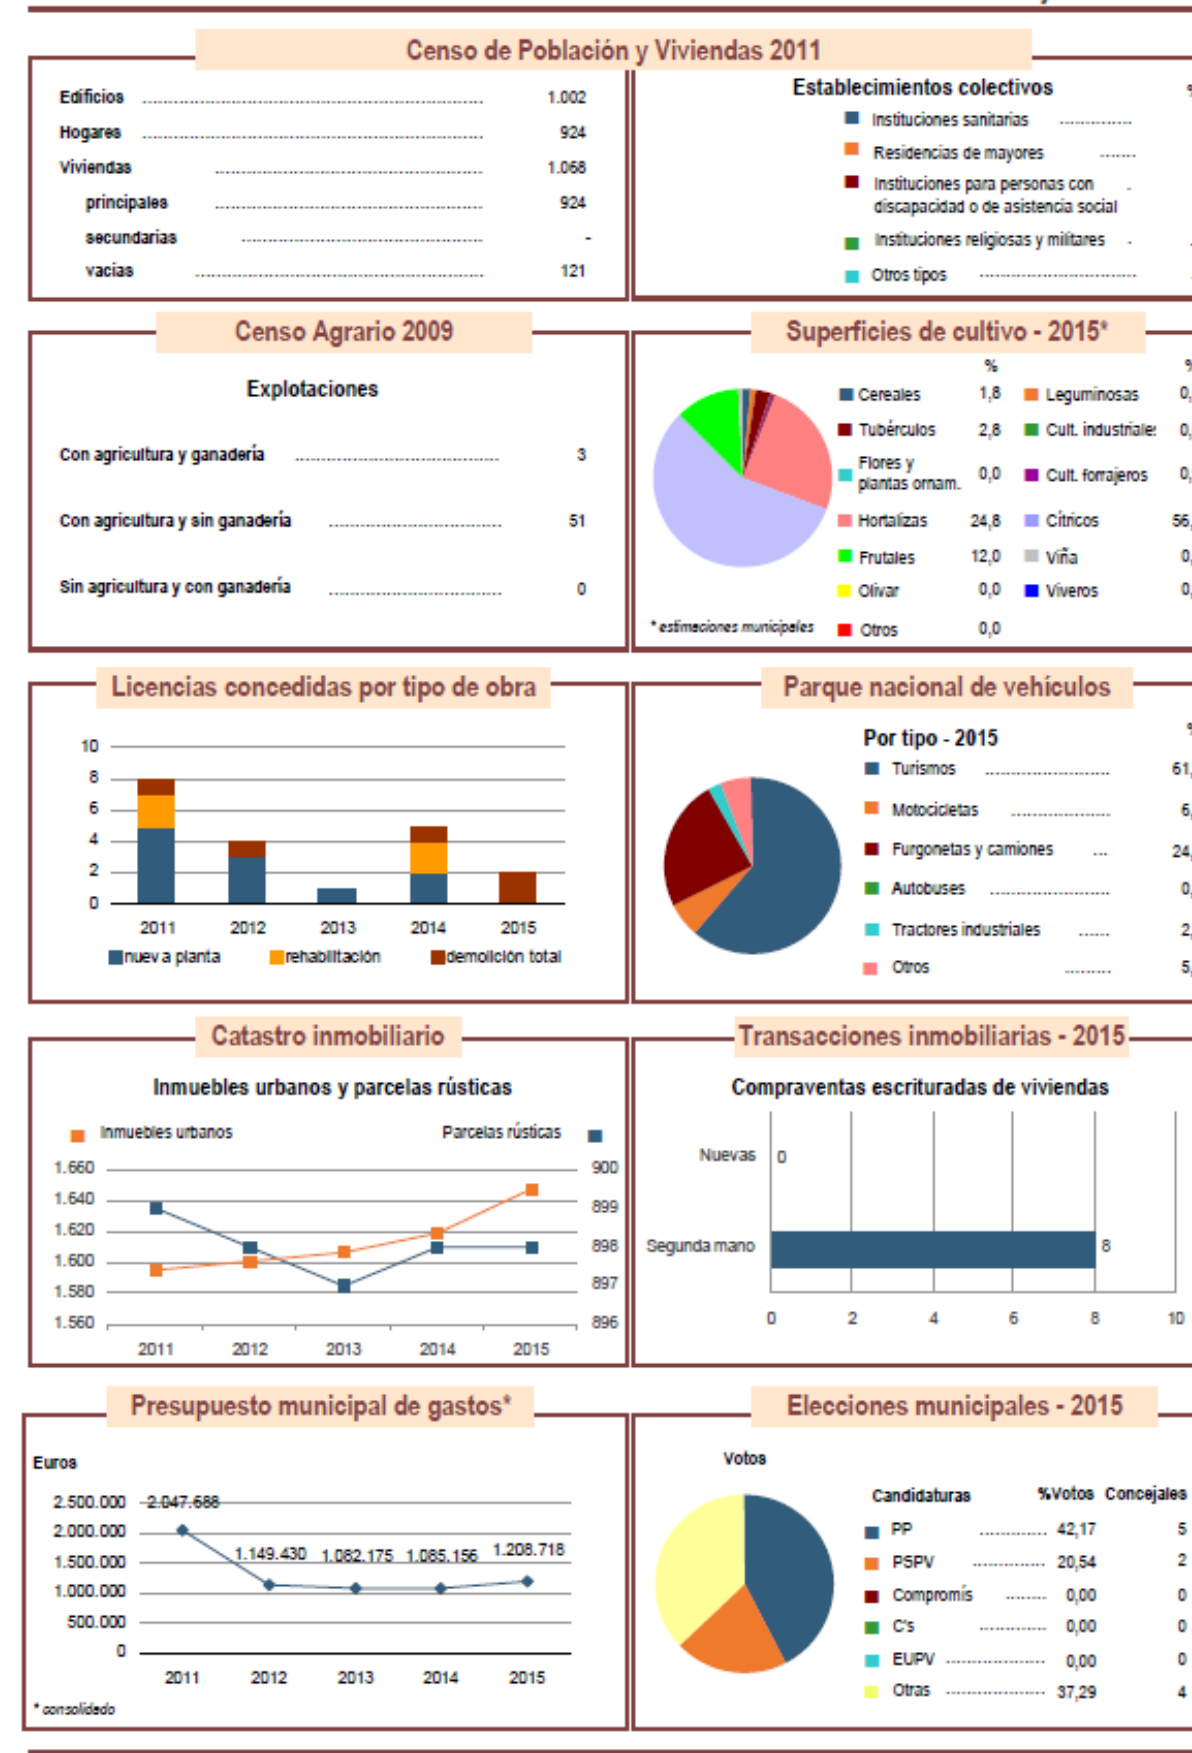 Censo de Población y Viviendas 2011
Edificios 1.002
Hogares 924
Viviendas 1.068
principales 924
secundarias -
vacias 121
Establecimientos colectivos
Instituciones sanitarias
Residencias de mayores
Instituciones para personas con
discapacidad o de asistencia social
Instituciones religiosas y militares
Otros tipos
Censo Agrario 2009
Explotaciones
Con agricultura y ganadería 3
Con agricultura y sin ganadería 51
Sin agricultura y con ganadería 0
Superficies de cultivo - 2015*
%
Cereales 1,8 Leguminosas 0,
Tubérculos 2,8 Cult. industriales 0,
Flores y
plantas ornam. 0,0 Cult. forrajeros 0,
Hortalizas 24,8 Cítricos 56,
Frutales 12,0 Viña 0,
Olivar 0,0 Viveros 0,
* estimaciones municipales Otros 0,0
Licencias concedidas por tipo de obra
10
8
6
4
2
0
2011 2012 2013 2014 2015
nueva planta rehabilitación demolición total
Parque nacional de vehículos
Por tipo - 2015
Turismos 61,
Motocicletas 6,
Furgonetas y camiones 24,
Autobuses 0,
Tractores industriales 2,
Otros 5,
Catastro inmobiliario
Inmuebles urbanos y parcelas rústicas
Inmuebles urbanos Parcelas rústicas
1.660 900
1.640 899
1.620
1.600 898
1.580 897
1.560 896
2011 2012 2013 2014 2015
Transacciones inmobiliarias - 2015
Compraventas escrituradas de viviendas
Nuevas 0
Segunda mano 8
0 2 4 6 8 10
Presupuesto municipal de gastos*
Euros
2.500.000 2.047.688
2.000.000
1.500.000 1.149.430 1.082.175 1.085.156 1.208.718
1.000.000
500.000
0
2011 2012 2013 2014 2015
* consolidado
Elecciones municipales - 2015
Votos
Candidaturas %Votos Concejales
PP 42,17 5
PSPV 20,54 2
Compromís 0,00 0
C's 0,00 0
EUPV 0,00 0
Otras 37,29 4